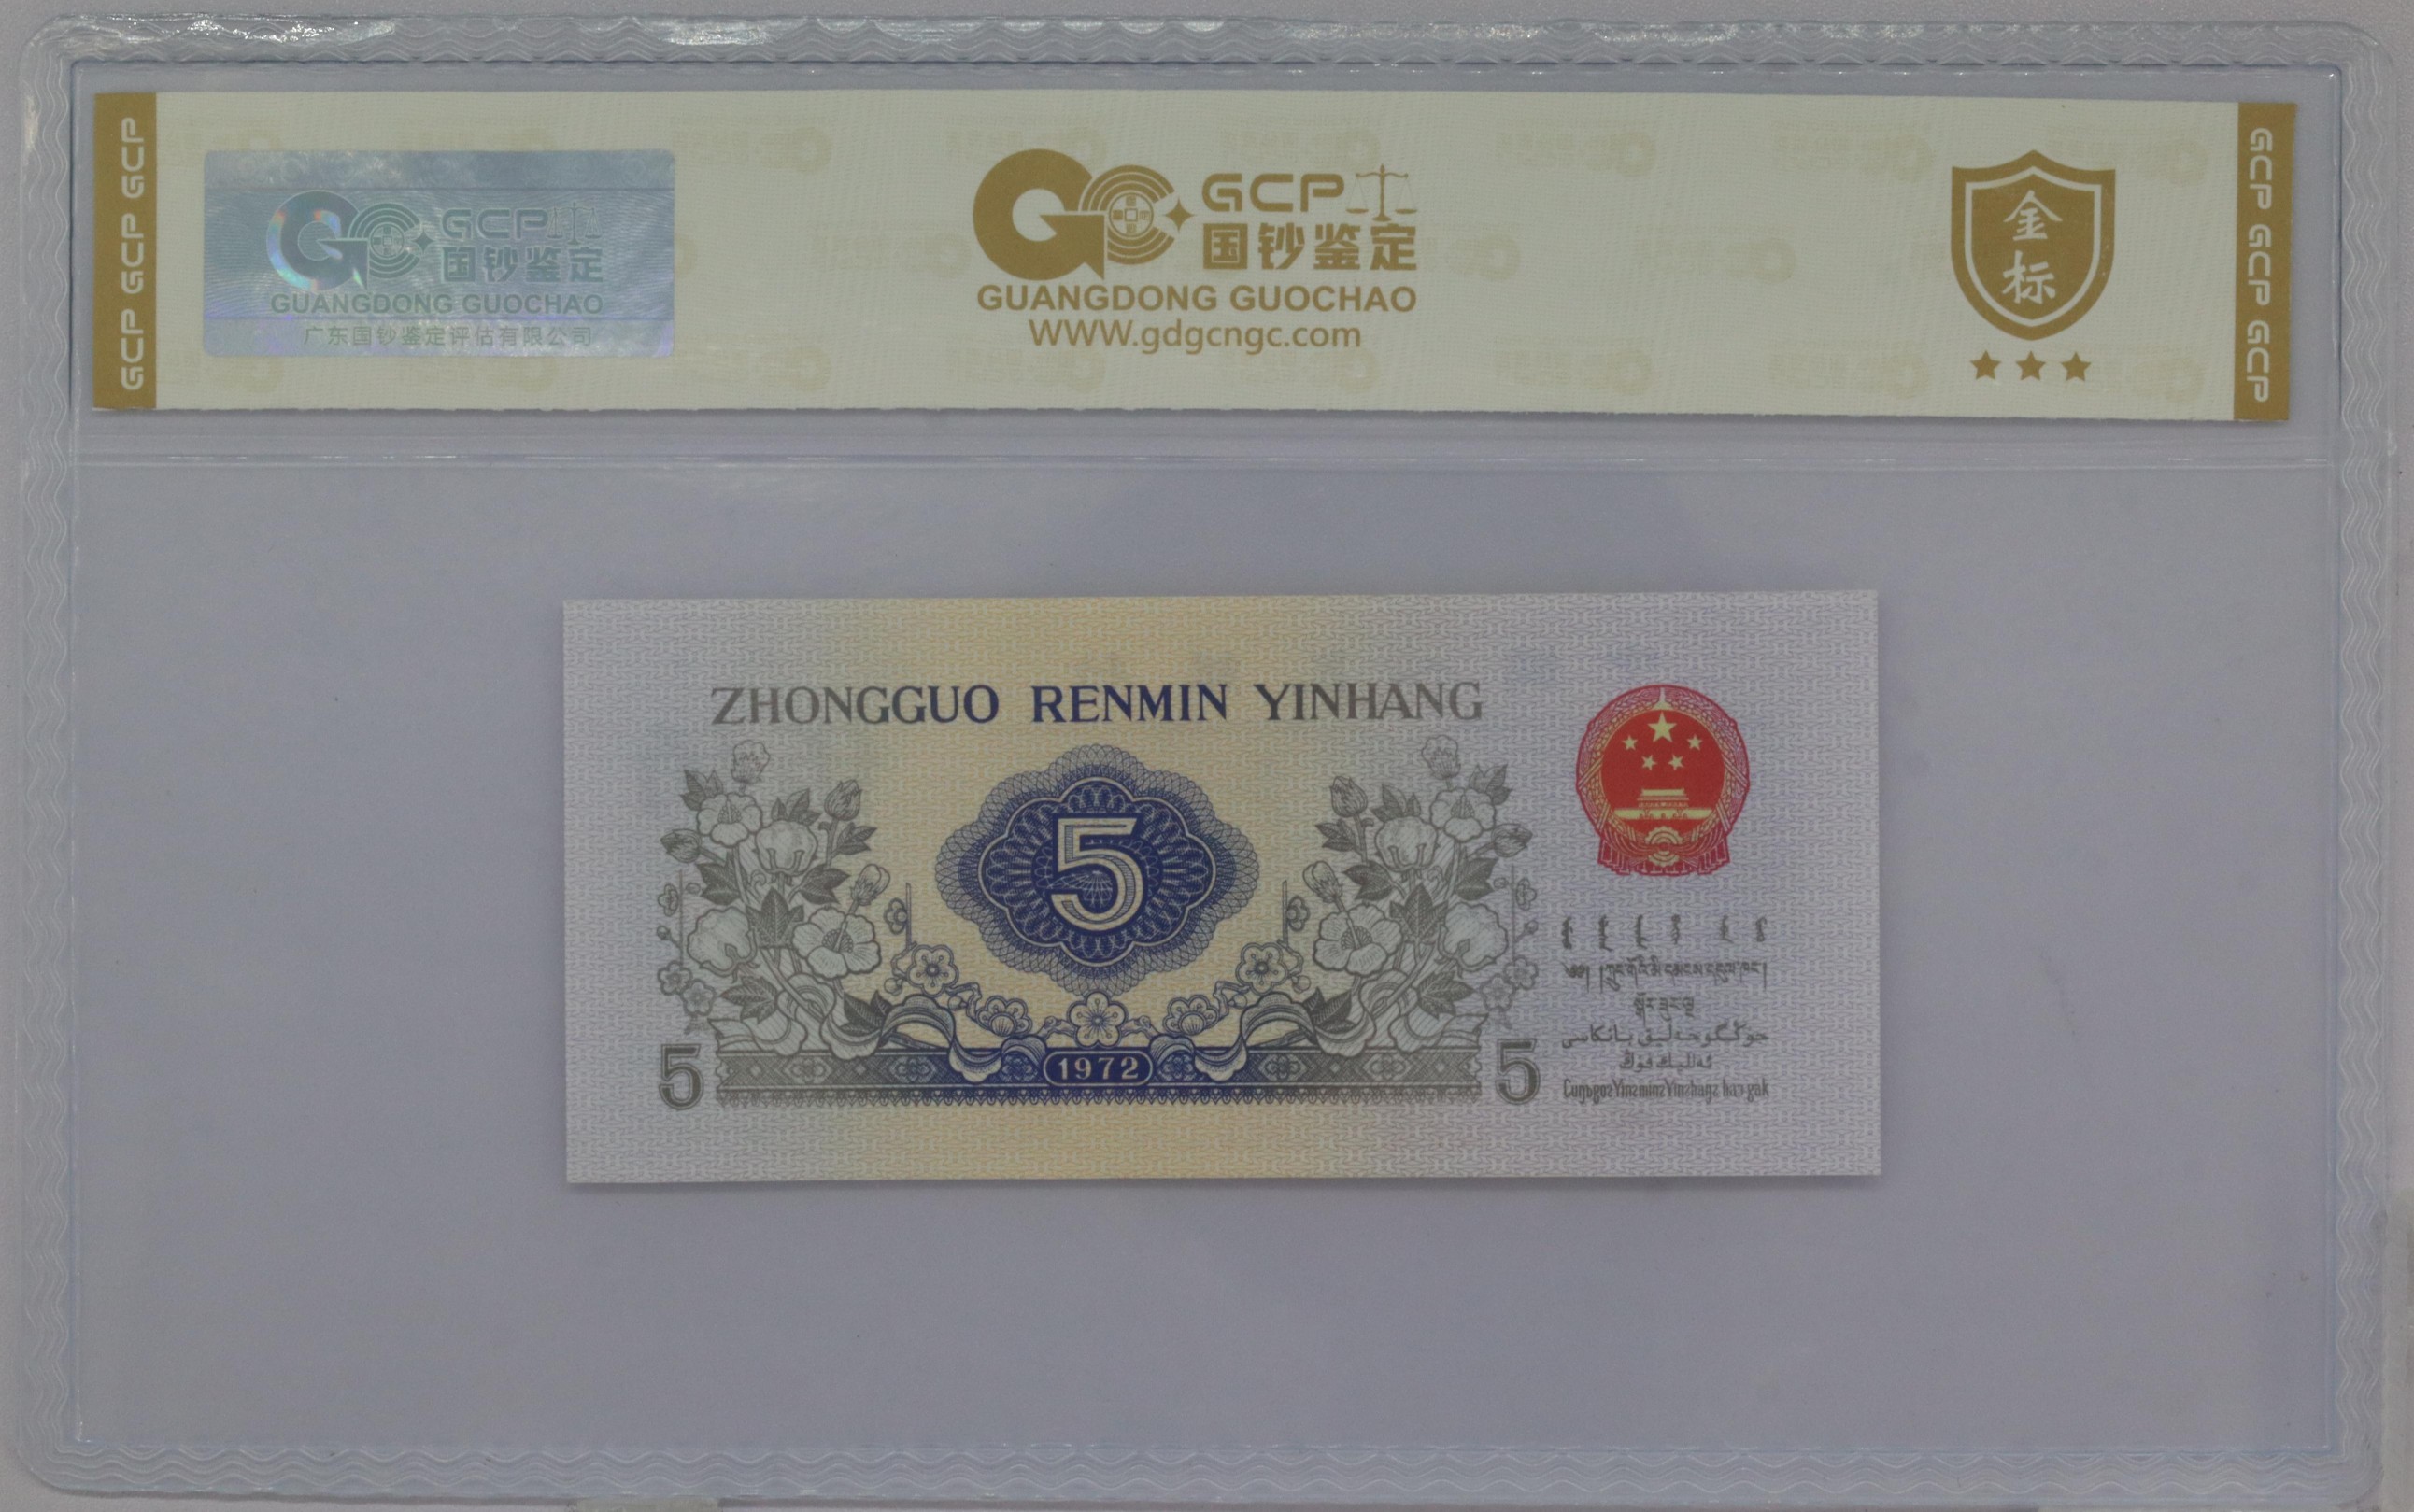 GCP GCP GCP
GCP
国钞鉴定
GUANGDONG GUOCHAO
广东国钞鉴定评估有限公司
GCP
国钞鉴定
GUANGDONG GUOCHAO
WWW.gdgcngc.com
金
标
GCP GCP GCP
ZHONGGUO RENMIN YINHANG
5
1972
5
5